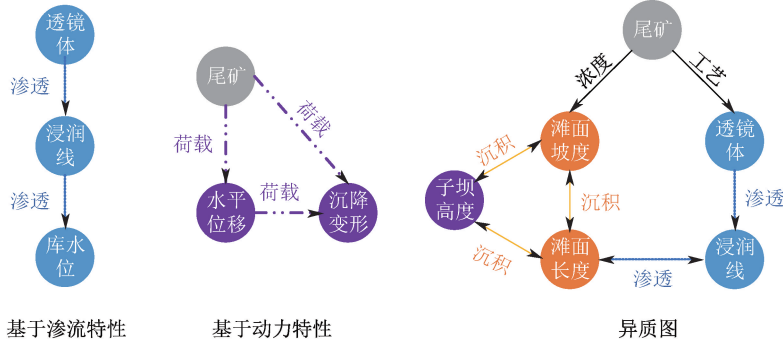 透镜
体
渗透
浸润
线
渗透
库水
位
基于渗流特性
尾矿
荷载
荷载
水平
位移
荷载
沉降
变形
基于动力特性
尾矿
浓度
工艺
滩面
坡度
透镜
体
沉积
子坝
高度
沉积
渗透
沉积
滩面
长度
渗透
浸润
线
异质图